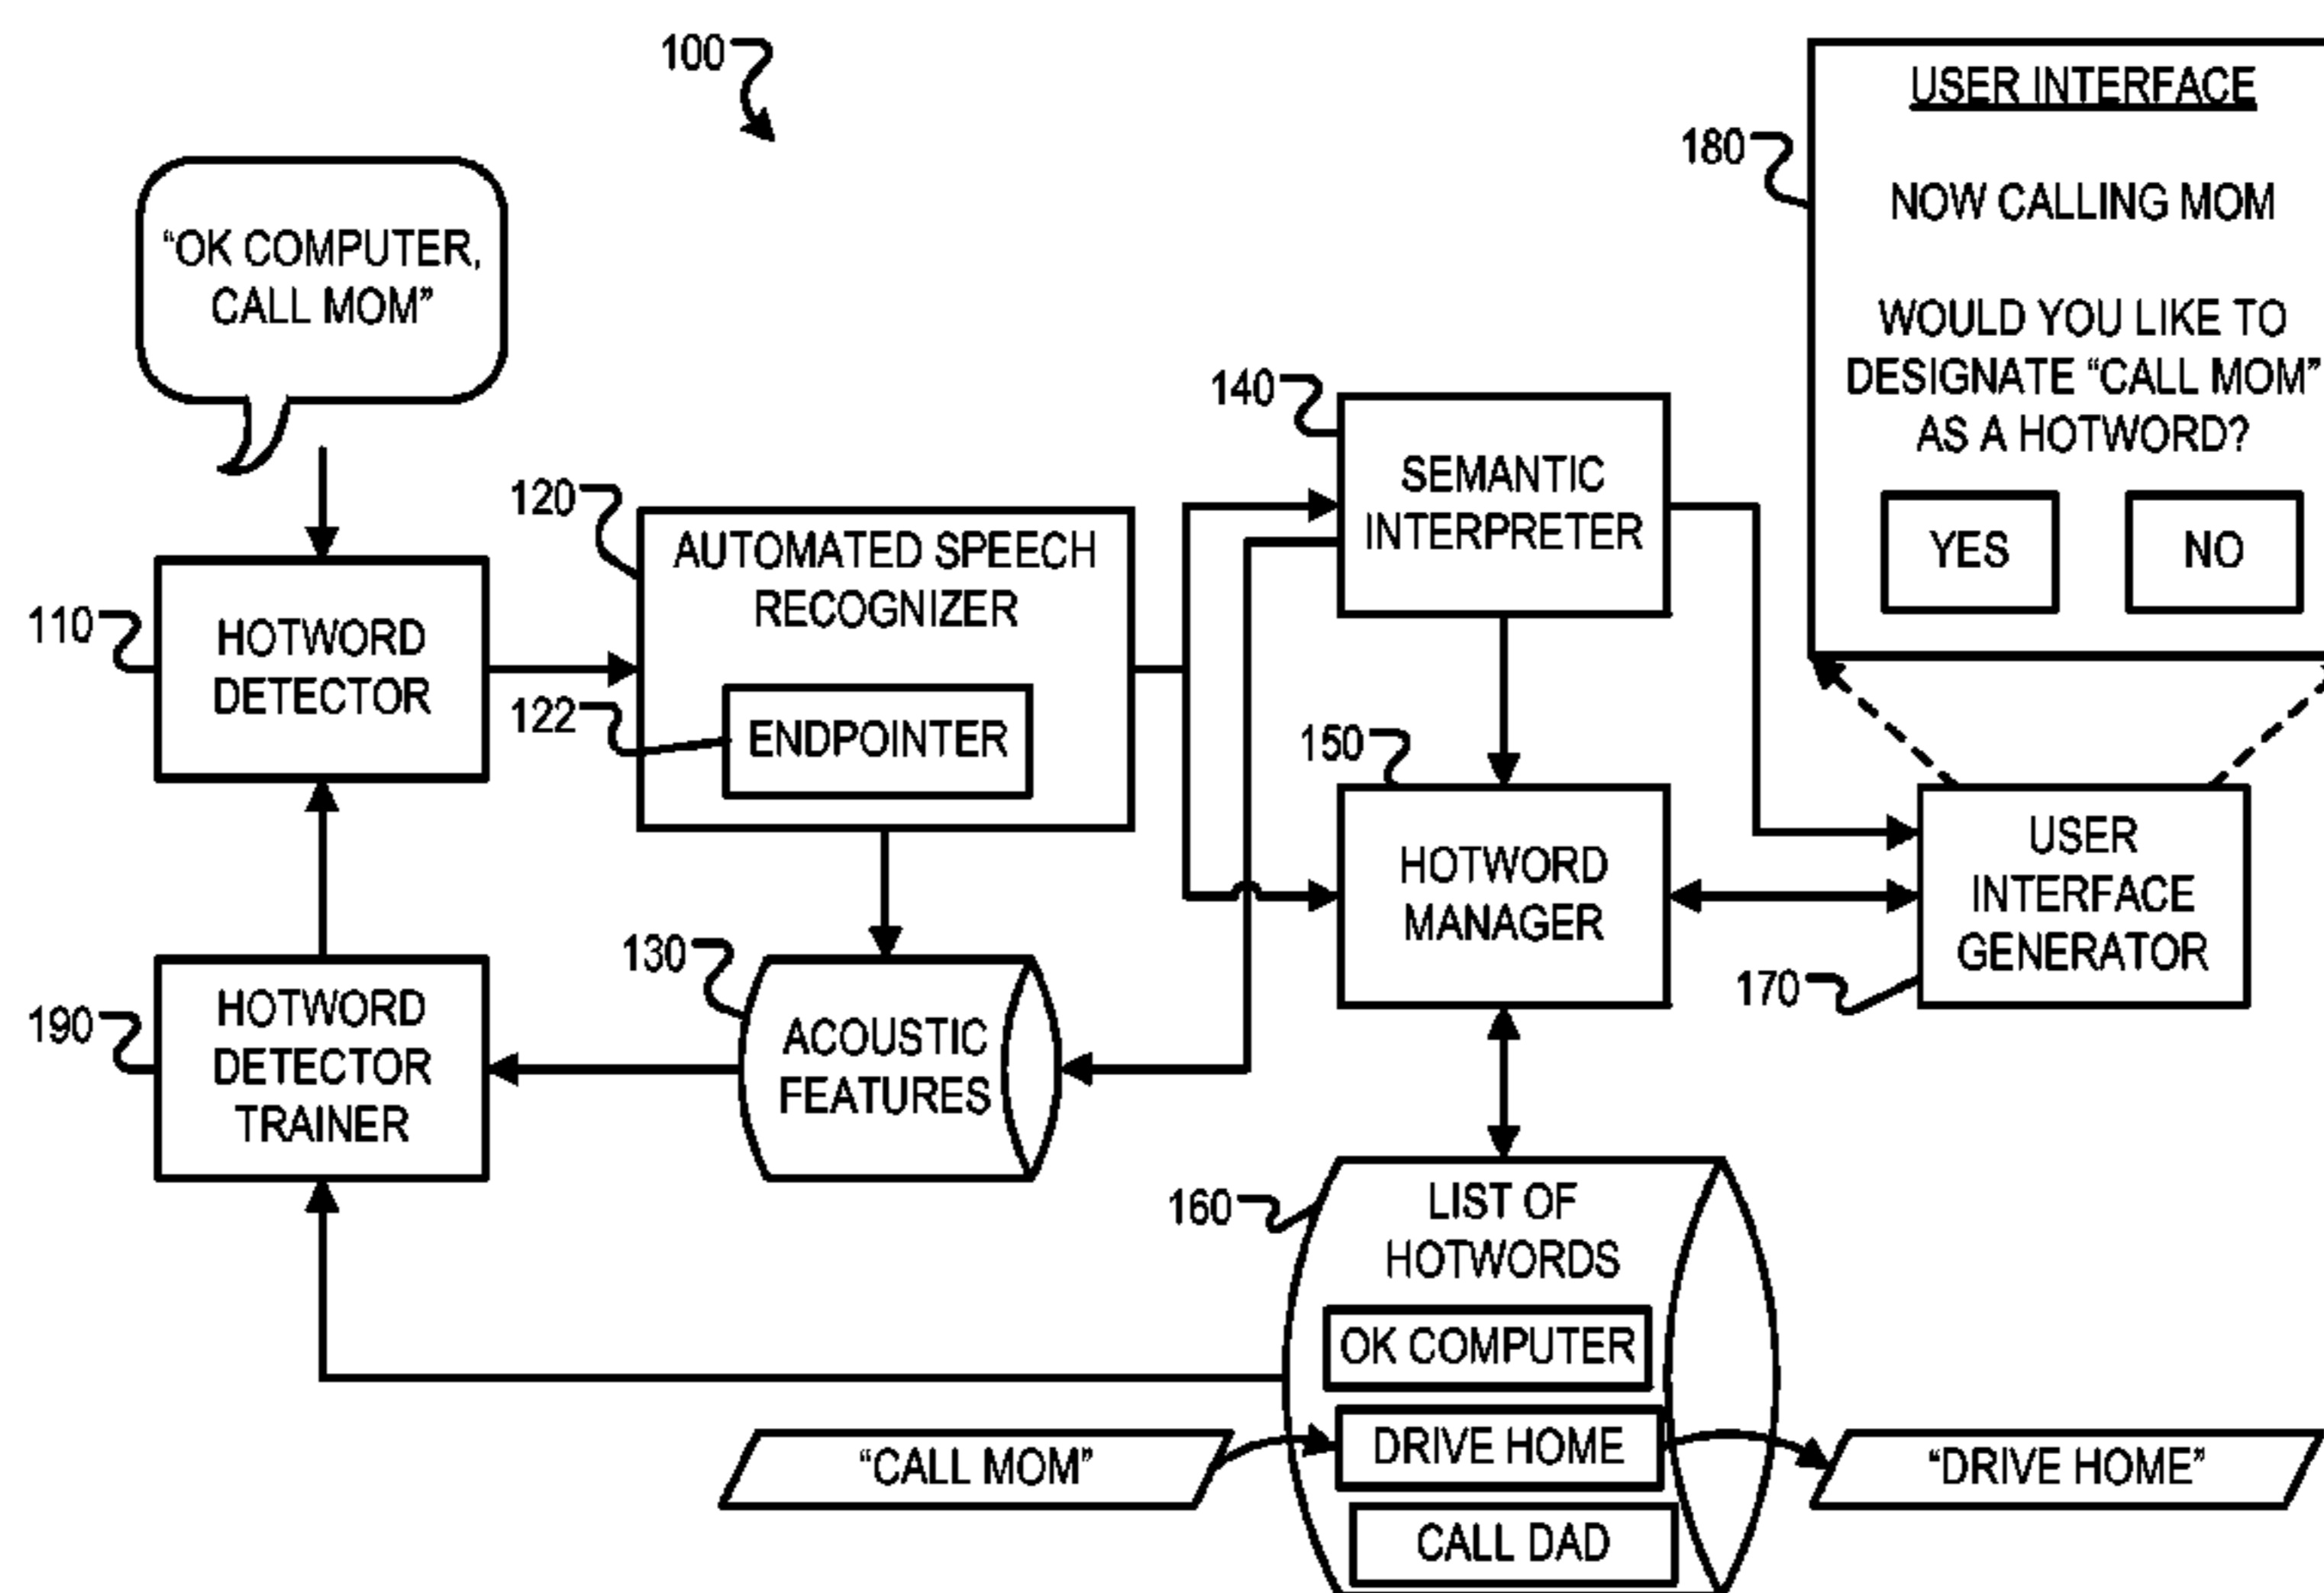 100
"OK COMPUTER,
CALL MOM"
110
HOTWORD
DETECTOR
120
AUTOMATED SPEECH
RECOGNIZER
122
ENDPOINTER
130
ACOUSTIC
FEATURES
140
SEMANTIC
INTERPRETER
150
HOTWORD
MANAGER
160
LIST OF
HOTWORDS
OK COMPUTER
DRIVE HOME
CALL DAD
"CALL MOM"
"DRIVE HOME"
170
USER
INTERFACE
GENERATOR
180
USER INTERFACE
NOW CALLING MOM
WOULD YOU LIKE TO
DESIGNATE "CALL MOM"
AS A HOTWORD?
YES
NO
190
HOTWORD
DETECTOR
TRAINER